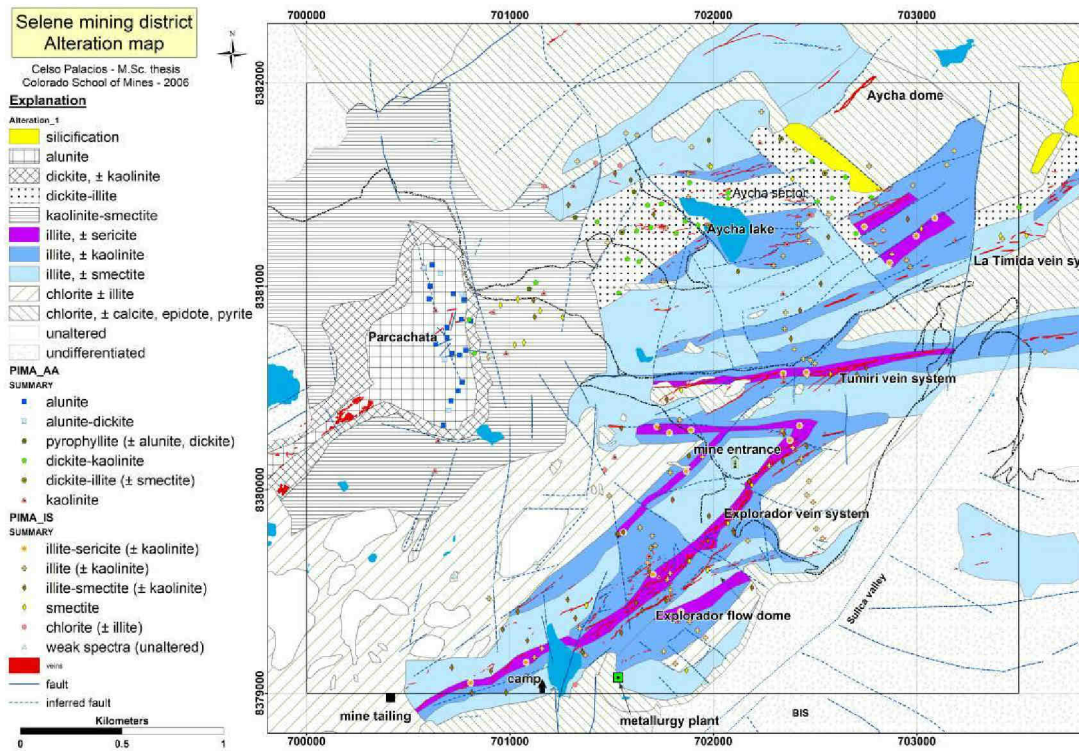 Selene mining district
Alteration map
Celso Palacios - M.Sc. thesis
Colorado School of Mines - 2006
N
Explanation
Alteration_1
silicification
alunite
dickite, ± kaolinite
dickite-illite
kaolinite-smectite
illite, ± sericite
illite, ± kaolinite
illite, ± smectite
chlorite ± illite
chlorite, ± calcite, epidote, pyrite
unaltered
undifferentiated
PIMA_AA
SUMMARY
alunite
alunite-dickite
pyrophyllite (± alunite, dickite)
dickite-kaolinite
dickite-illite (± smectite)
kaolinite
PIMA_IS
SUMMARY
illite-sericite (± kaolinite)
illite (± kaolinite)
illite-smectite (± kaolinite)
smectite
chlorite (± illite)
weak spectra (unaltered)
veins
fault
inferred fault
Kilometers
0 0.5 1
700000 701000 702000 703000
8382000
8381000
8380000
8379000
Aycha dome
Aycha sector
Aycha lake
La Timida vein sy
Parcachata
Tumiri vein system
mine entrance
Explorador vein system
Explorador flow dome
Sullca valley
camp
mine tailing
metallurgy plant
BIS
700000 701000 702000 703000